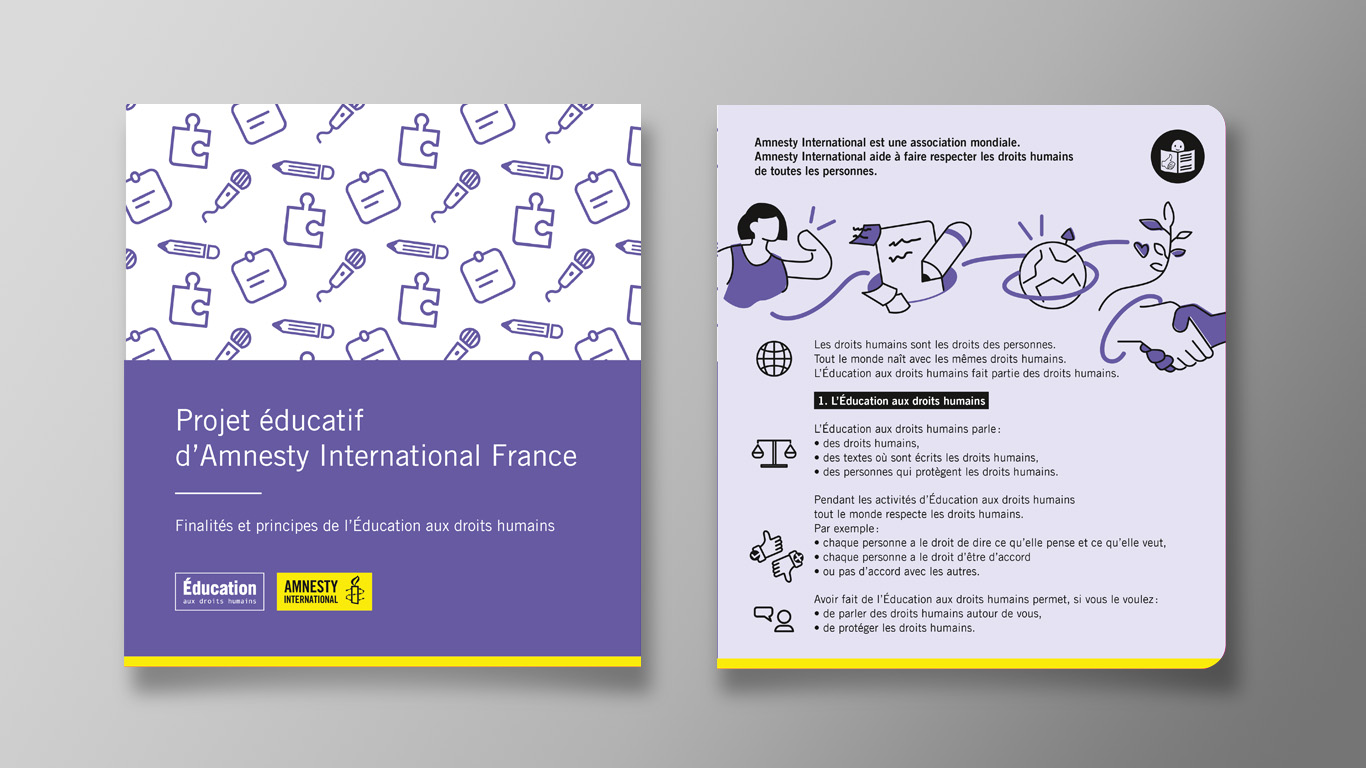 Projet éducatif
d'Amnesty International France
Finalités et principes de l'Éducation aux droits humains
Éducation
aux droits humains
AMNESTY
INTERNATIONAL
Amnesty International est une association mondiale.
Amnesty International aide à faire respecter les droits humains
de toutes les personnes.
Les droits humains sont les droits des personnes.
Tout le monde naît avec les mêmes droits humains.
L'Éducation aux droits humains fait partie des droits humains.
1. L'Éducation aux droits humains
L'Éducation aux droits humains parle :
• des droits humains,
• des textes où sont écrits les droits humains,
• des personnes qui protègent les droits humains.
Pendant les activités d'Éducation aux droits humains
tout le monde respecte les droits humains.
Par exemple :
• chaque personne a le droit de dire ce qu'elle pense et ce qu'elle veut,
• chaque personne a le droit d'être d'accord
• ou pas d'accord avec les autres.
Avoir fait de l'Éducation aux droits humains permet, si vous le voulez :
• de parler des droits humains autour de vous,
• de protéger les droits humains.